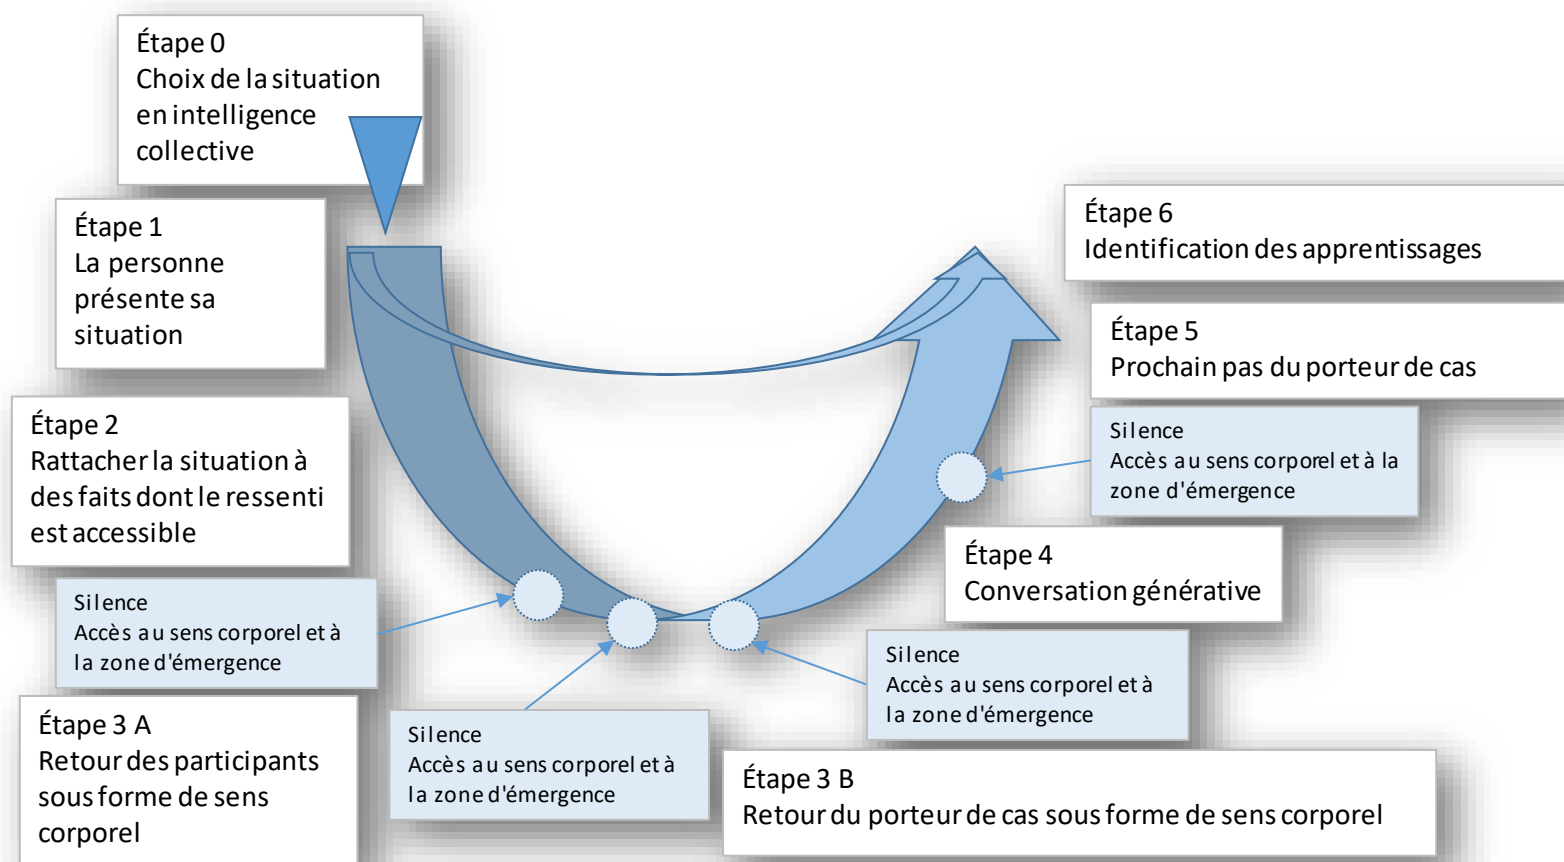 Étape 0
Choix de la situation
en intelligence
collective
Étape 1
La personne
présente sa
situation
Étape 2
Rattacher la situation à
des faits dont le ressenti
est accessible
Silence
Accès au sens corporel et à
la zone d'émergence
Étape 3 A
Retour des participants
sous forme de sens
corporel
Silence
Accès au sens corporel et à
la zone d'émergence
Étape 3 B
Retour du porteur de cas sous forme de sens corporel
Silence
Accès au sens corporel et à
la zone d'émergence
Étape 4
Conversation générative
Silence
Accès au sens corporel et à la
zone d'émergence
Étape 5
Prochain pas du porteur de cas
Étape 6
Identification des apprentissages